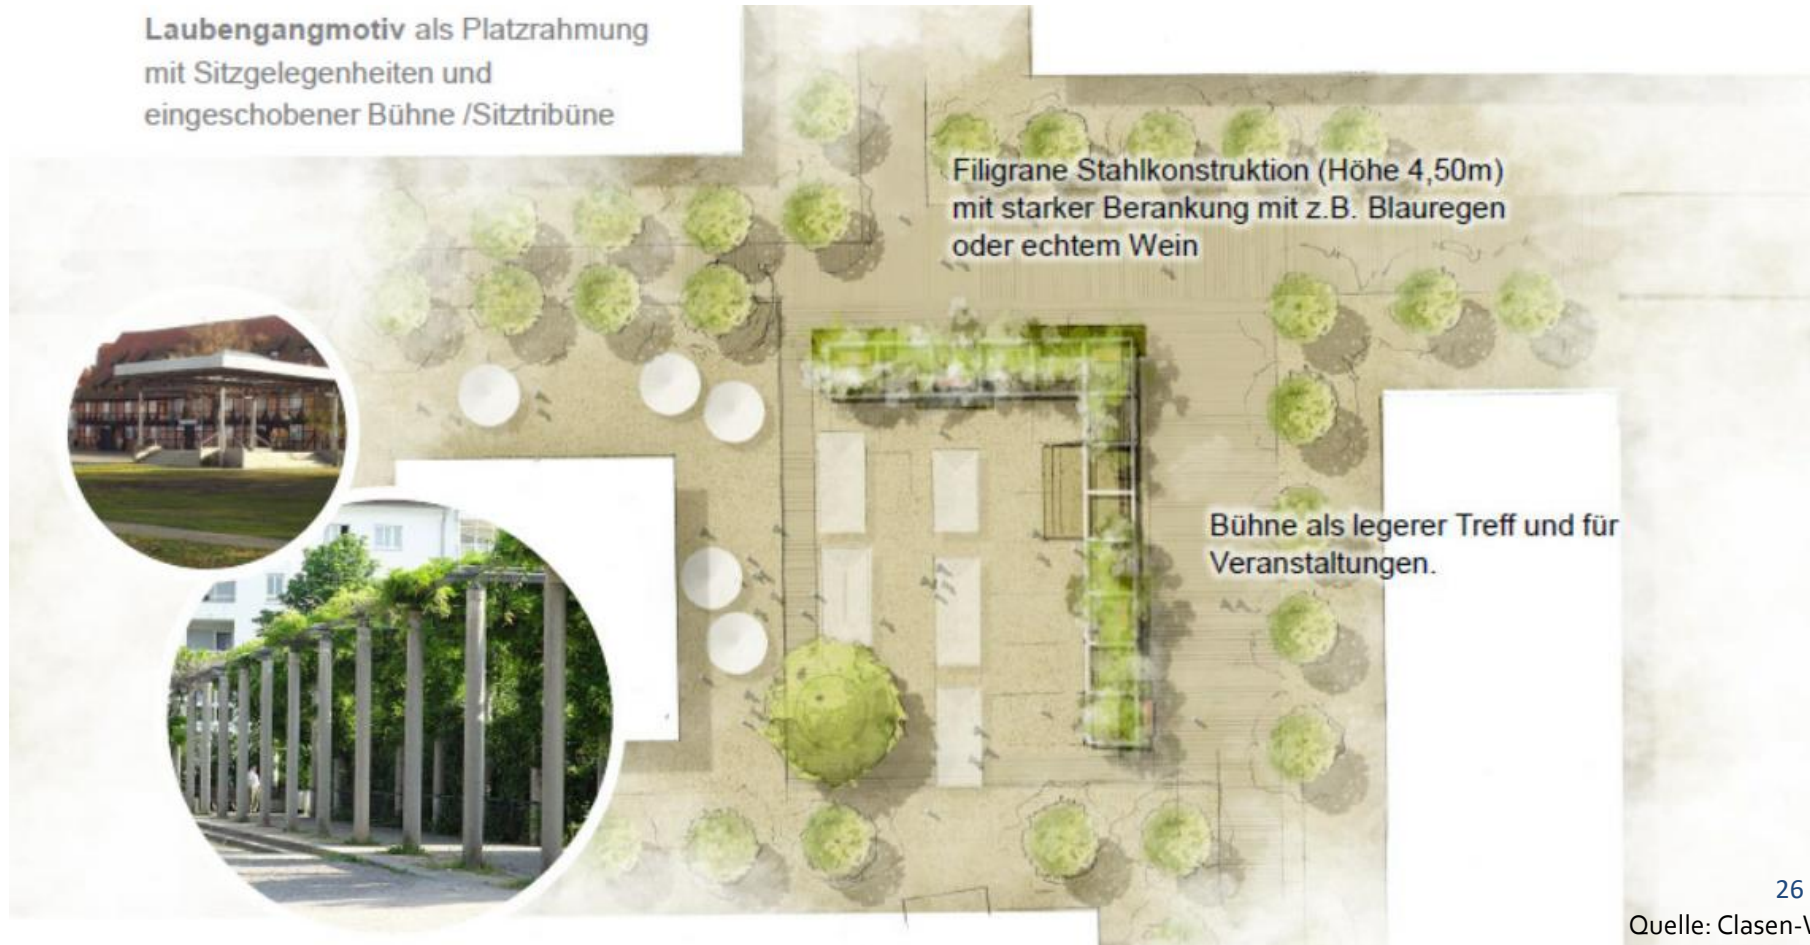 Laubengangmotiv als Platzrahmung
mit Sitzgelegenheiten und
eingeschobener Bühne /Sitztribüne
Filigrane Stahlkonstruktion (Höhe 4,50m)
mit starker Berankung mit z.B. Blauregen
oder echtem Wein
Bühne als legerer Treff und für
Veranstaltungen.
26
Quelle: Clasen-